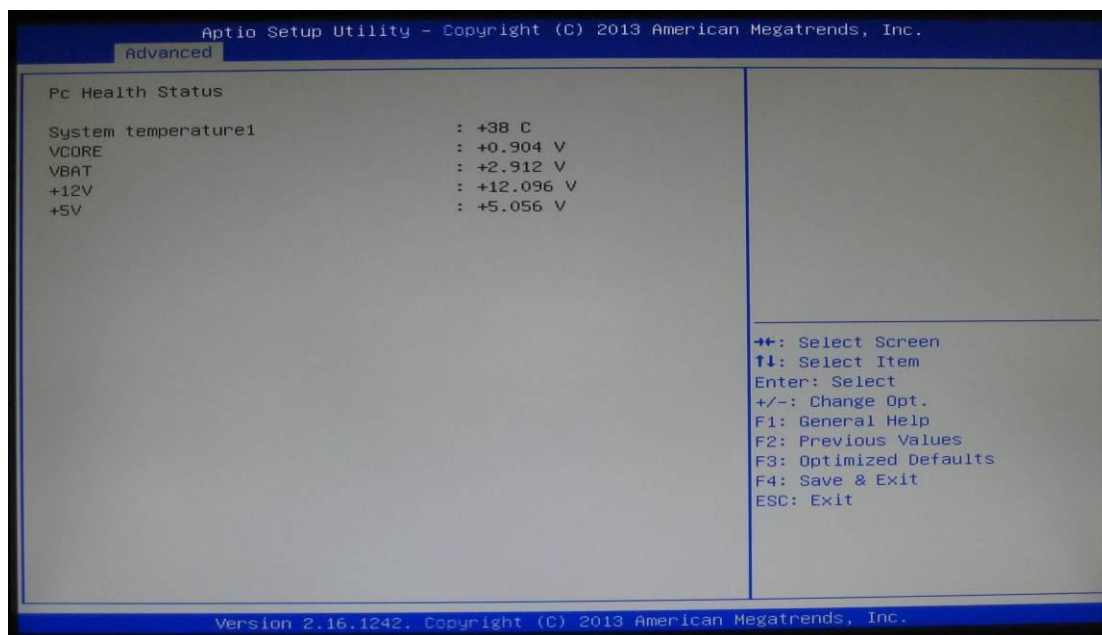 Aptio Setup Utility - Copyright (C) 2013 American Megatrends, Inc.
Advanced
Pc Health Status
System temperature1 : +38 C
VCORE : +0.904 V
VBAT : +2.912 V
+12V : +12.096 V
+5V : +5.056 V
→←: Select Screen
↑↓: Select Item
Enter: Select
+/-: Change Opt.
F1: General Help
F2: Previous Values
F3: Optimized Defaults
F4: Save & Exit
ESC: Exit
Version 2.16.1242. Copyright (C) 2013 American Megatrends, Inc.